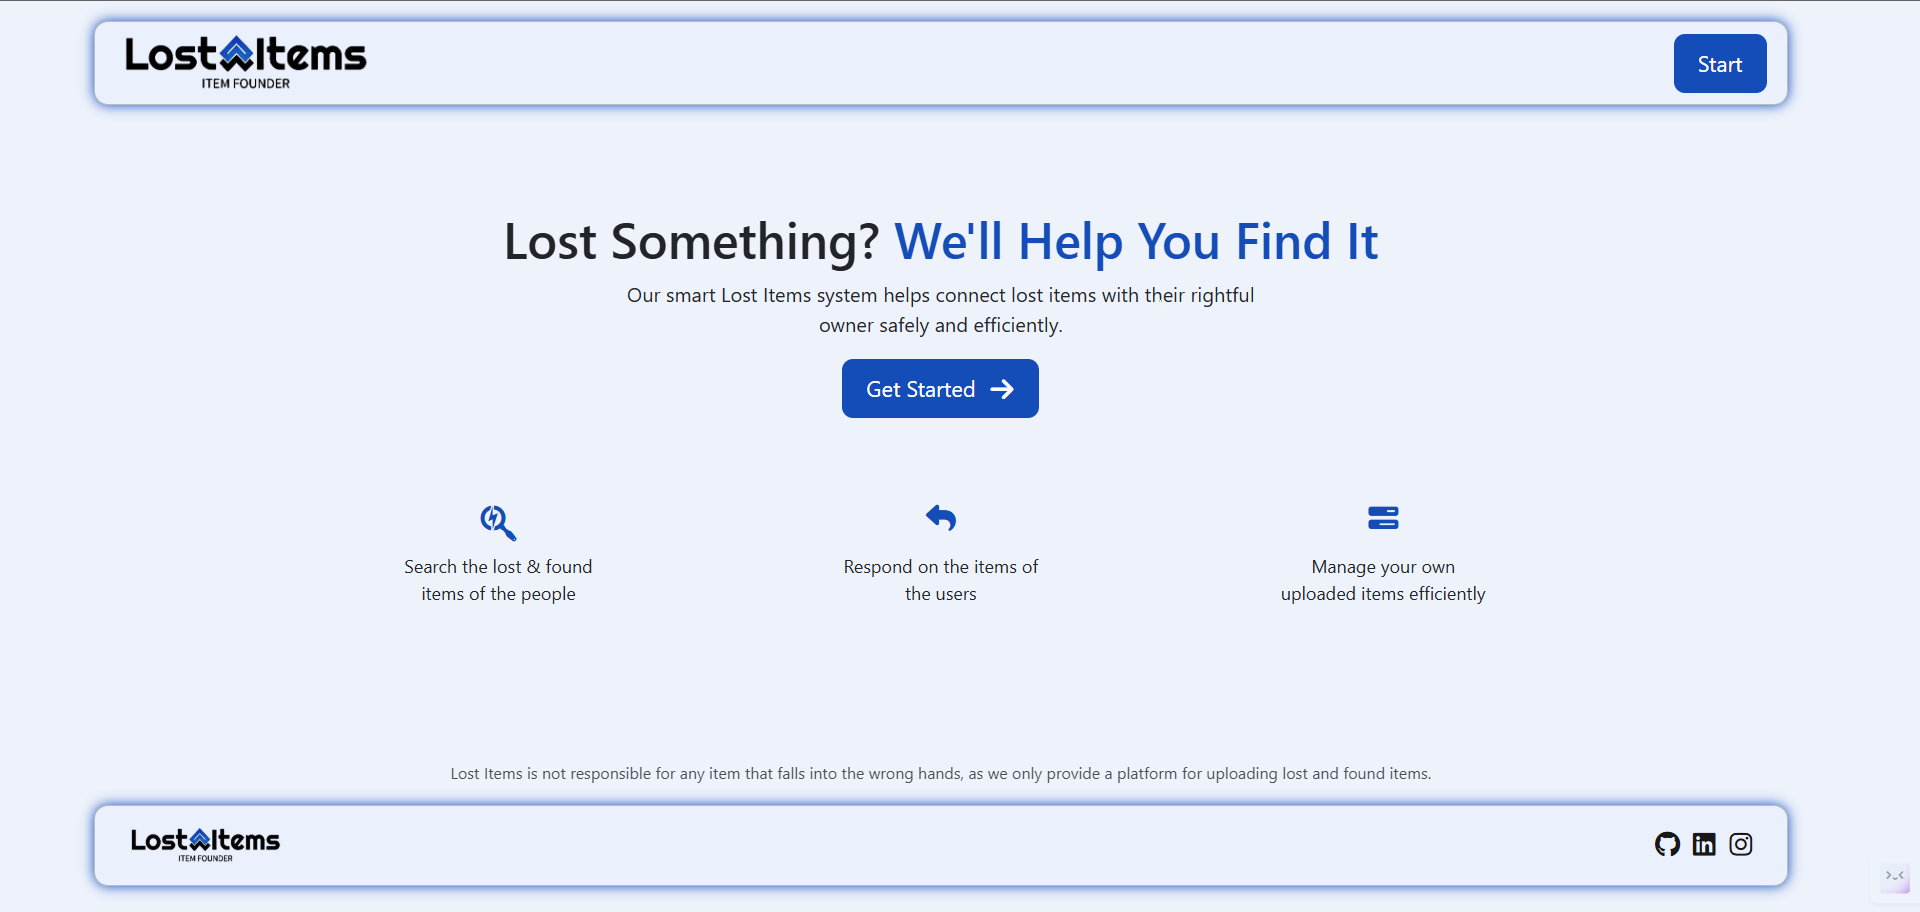 Lost Items
ITEM FOUNDER
Start
Lost Something? We'll Help You Find It
Our smart Lost Items system helps connect lost items with their rightful
owner safely and efficiently.
Get Started
Search the lost & found
items of the people
Respond on the items of
the users
Manage your own
uploaded items efficiently
Lost Items is not responsible for any item that falls into the wrong hands, as we only provide a platform for uploading lost and found items.
Lost Items
ITEM FOUNDER